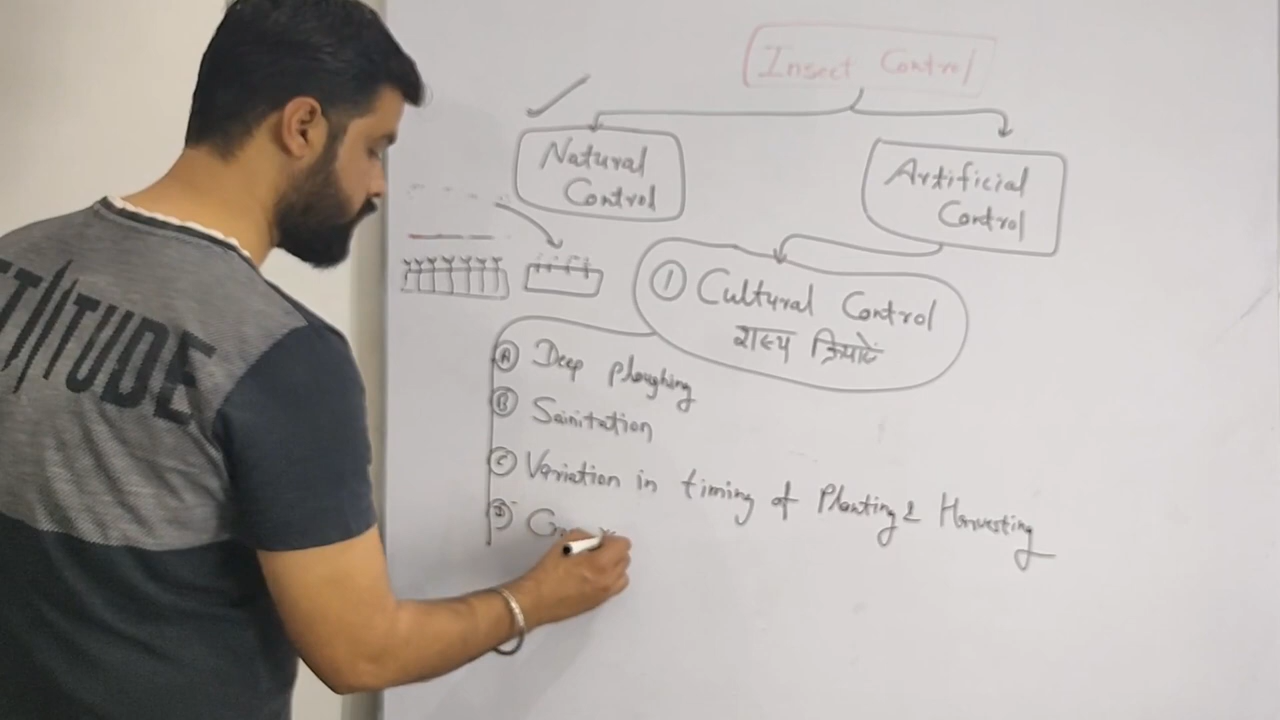 Insect Control
Natural
Control
Artificial
Control
① Cultural Control
शस्य क्रियायें
Ⓐ Deep ploughing
Ⓑ Sainitation
Ⓒ Variation in timing of Planting & Harvesting
Ⓓ
TITUDE